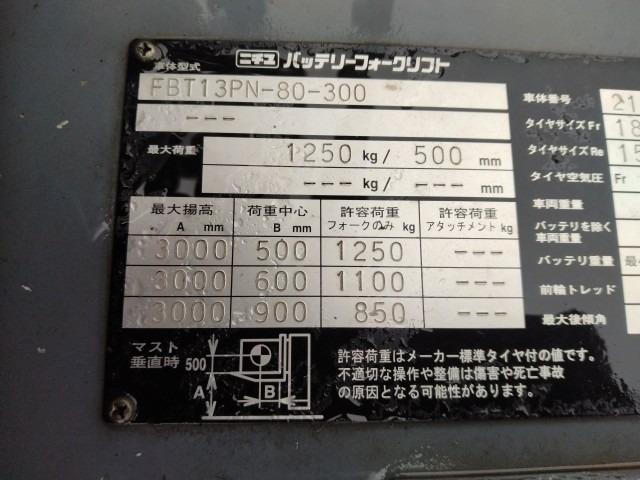 ニチユ バッテリーフォークリフト
車体型式
FBT13PN-80-300
---
最大荷重 1250 kg/ 500 mm
--- kg/ --- mm
最大揚高 A mm 荷重中心 B mm 許容荷重 フォークのみ kg 許容荷重 アタッチメント kg
3000 500 1250 ---
3000 600 1100 ---
3000 900 850 ---
マスト
垂直時 500
A
B
許容荷重はメーカー標準タイヤ付の値です。
不適切な操作や整備は傷害や死亡事故
の原因となる可能性があります。
車体番号 21
タイヤサイズ Fr 18
タイヤサイズ Re 15
タイヤ空気圧 Fr
車両重量
バッテリを除く
車両重量
バッテリ重量
前輪トレッド
最大後傾角